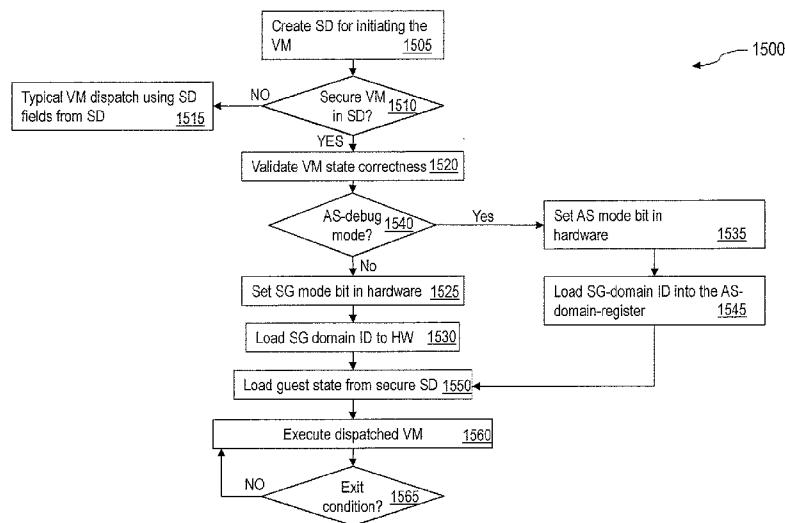 Create SD for initiating the
VM 1505
1500
Typical VM dispatch using SD
fields from SD 1515
NO
Secure VM
in SD? 1510
YES
Validate VM state correctness 1520
AS-debug
mode? 1540
Yes
Set AS mode bit in
hardware 1535
No
Set SG mode bit in hardware 1525
Load SG-domain ID into the AS-
domain-register 1545
Load SG domain ID to HW 1530
Load guest state from secure SD 1550
Execute dispatched VM 1560
NO
Exit
condition? 1565